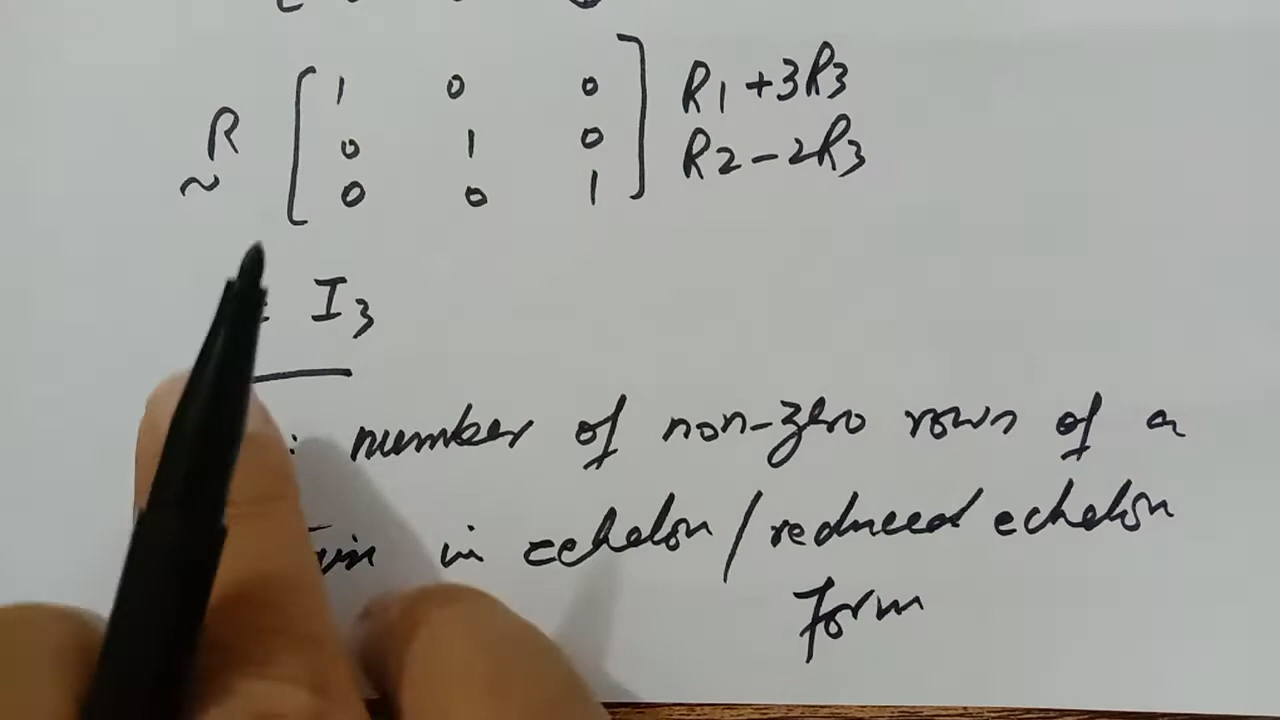 R ~ [ 1 0 0 ] R1 + 3R3
[ 0 1 0 ] R2 - 2R3
[ 0 0 1 ]
= I3
: number of non-zero rows of a
in echelon / reduced echelon
Form